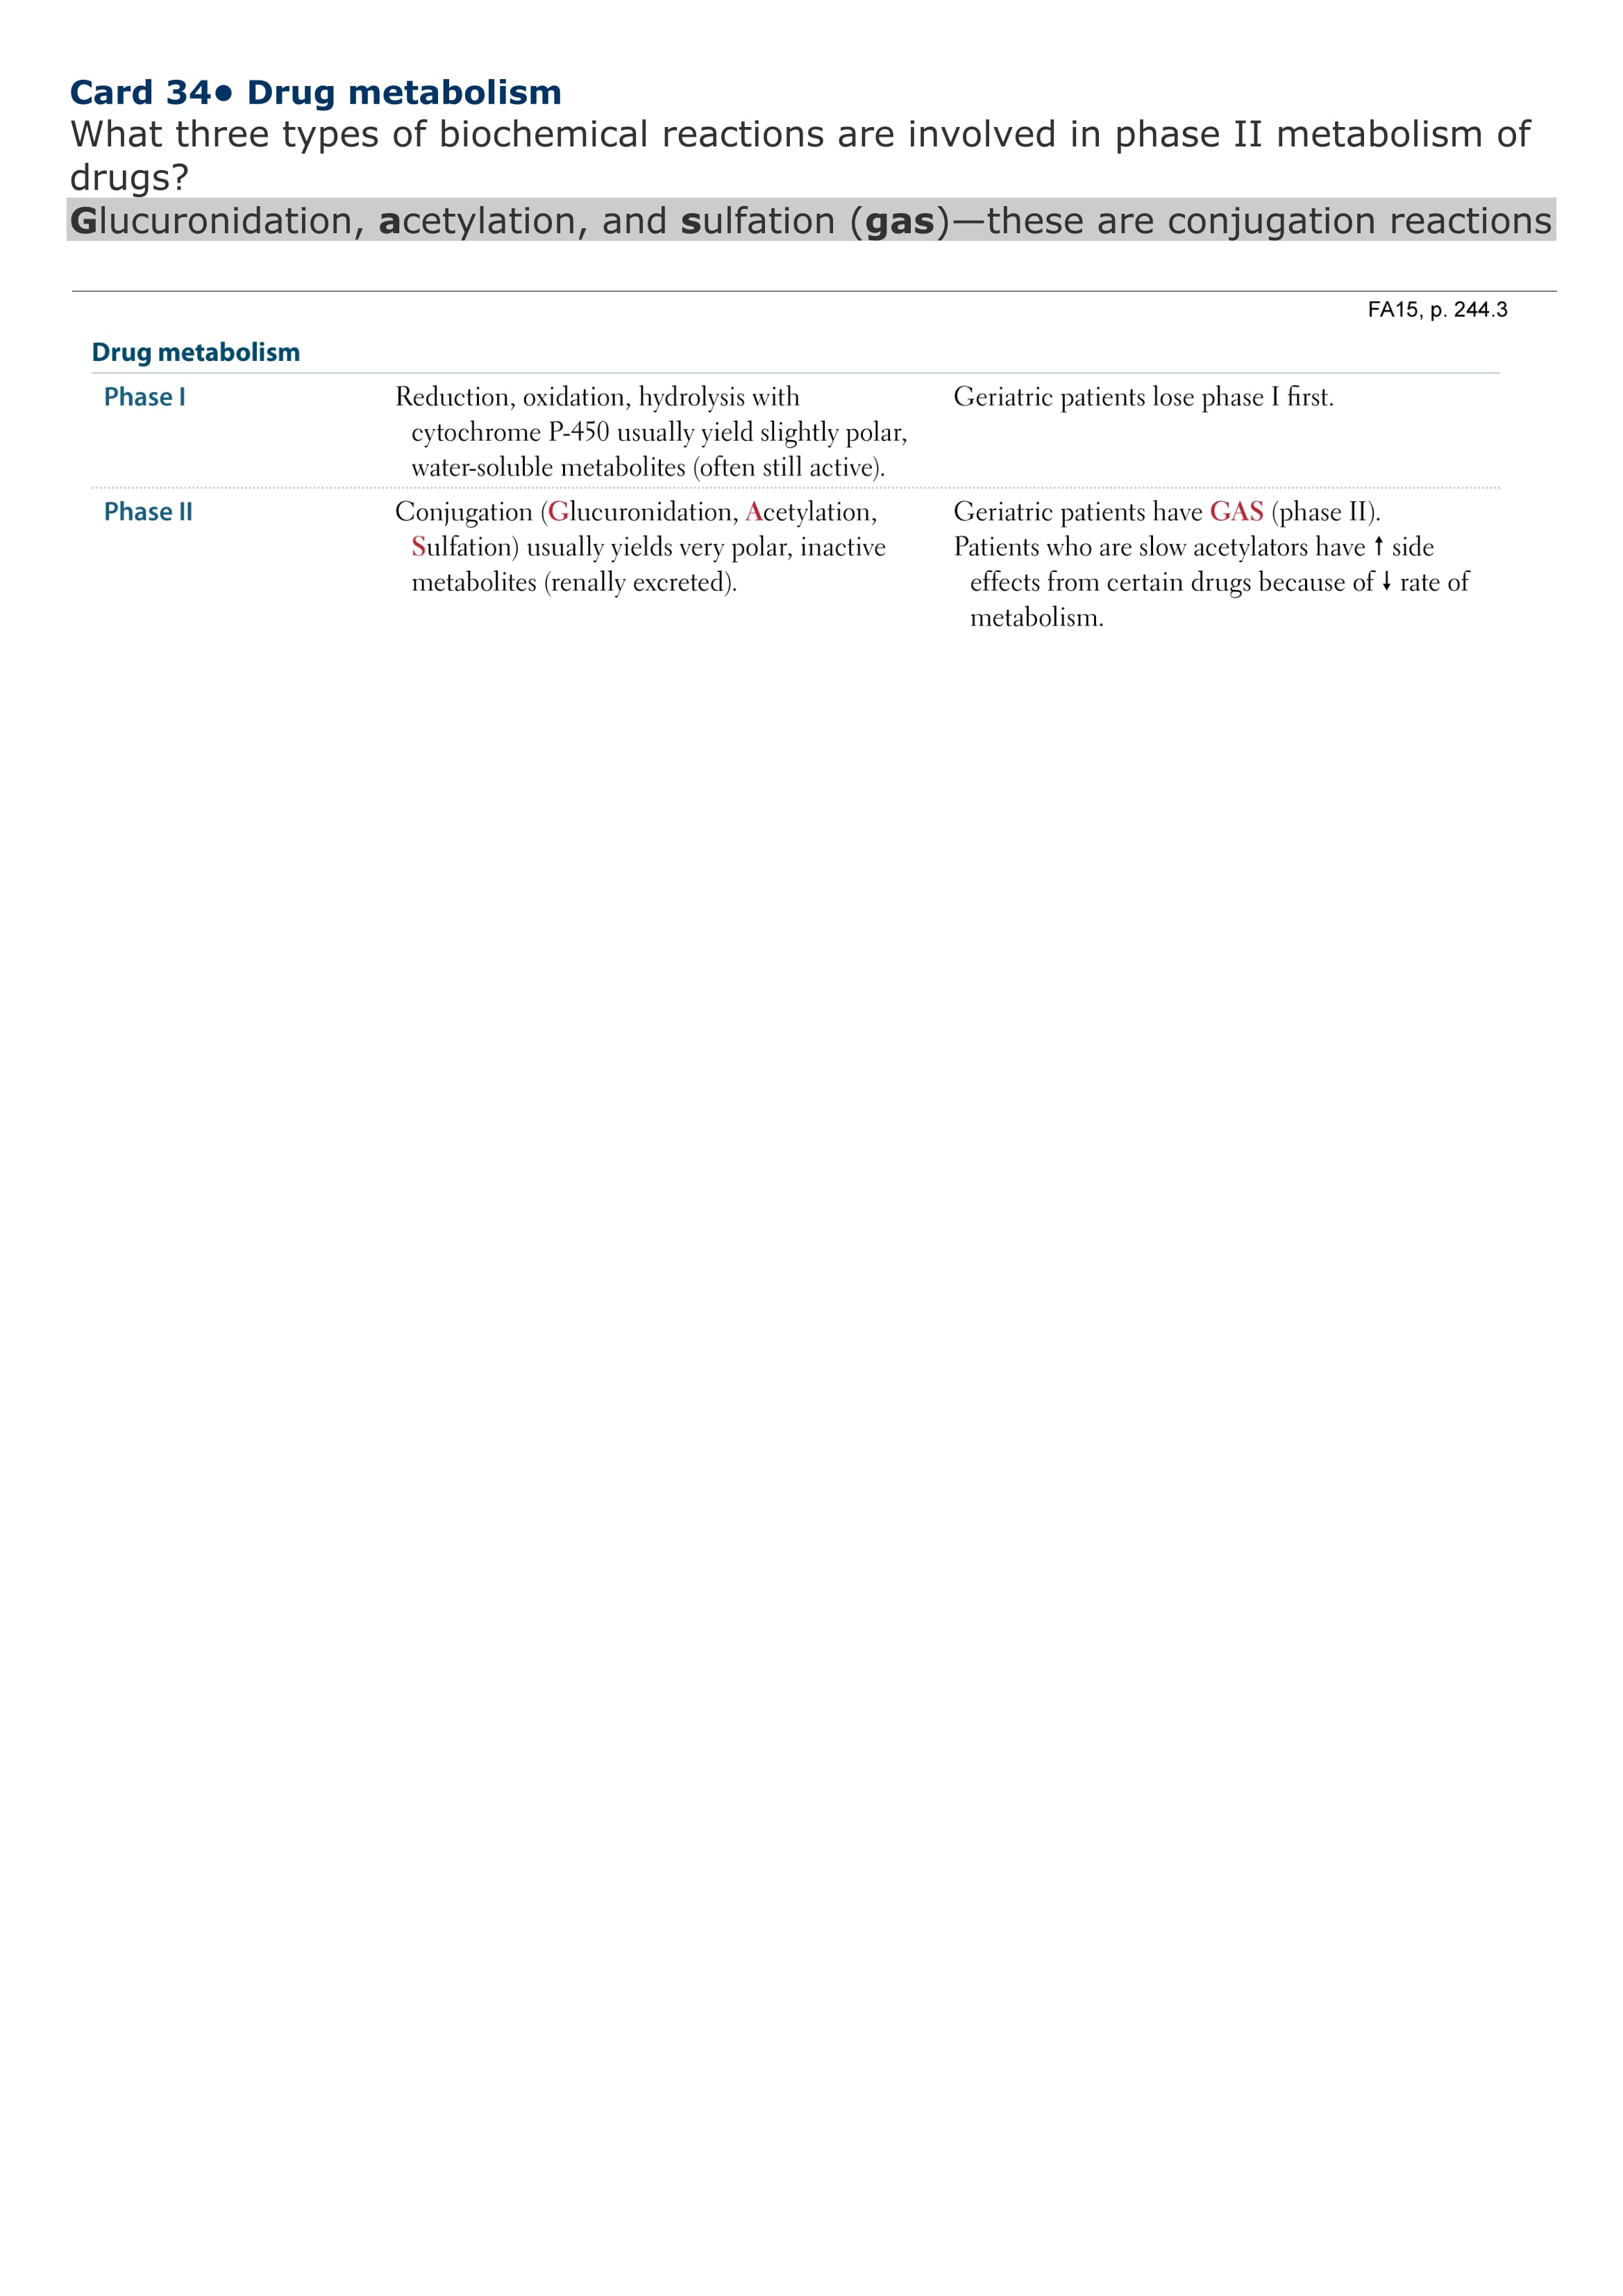 Card 34● Drug metabolism
What three types of biochemical reactions are involved in phase II metabolism of
drugs?
Glucuronidation, acetylation, and sulfation (gas)—these are conjugation reactions
FA15, p. 244.3
Drug metabolism
Phase I
Reduction, oxidation, hydrolysis with
cytochrome P-450 usually yield slightly polar,
water-soluble metabolites (often still active).
Geriatric patients lose phase I first.
Phase II
Conjugation (Glucuronidation, Acetylation,
Sulfation) usually yields very polar, inactive
metabolites (renally excreted).
Geriatric patients have GAS (phase II).
Patients who are slow acetylators have ↑ side
effects from certain drugs because of ↓ rate of
metabolism.